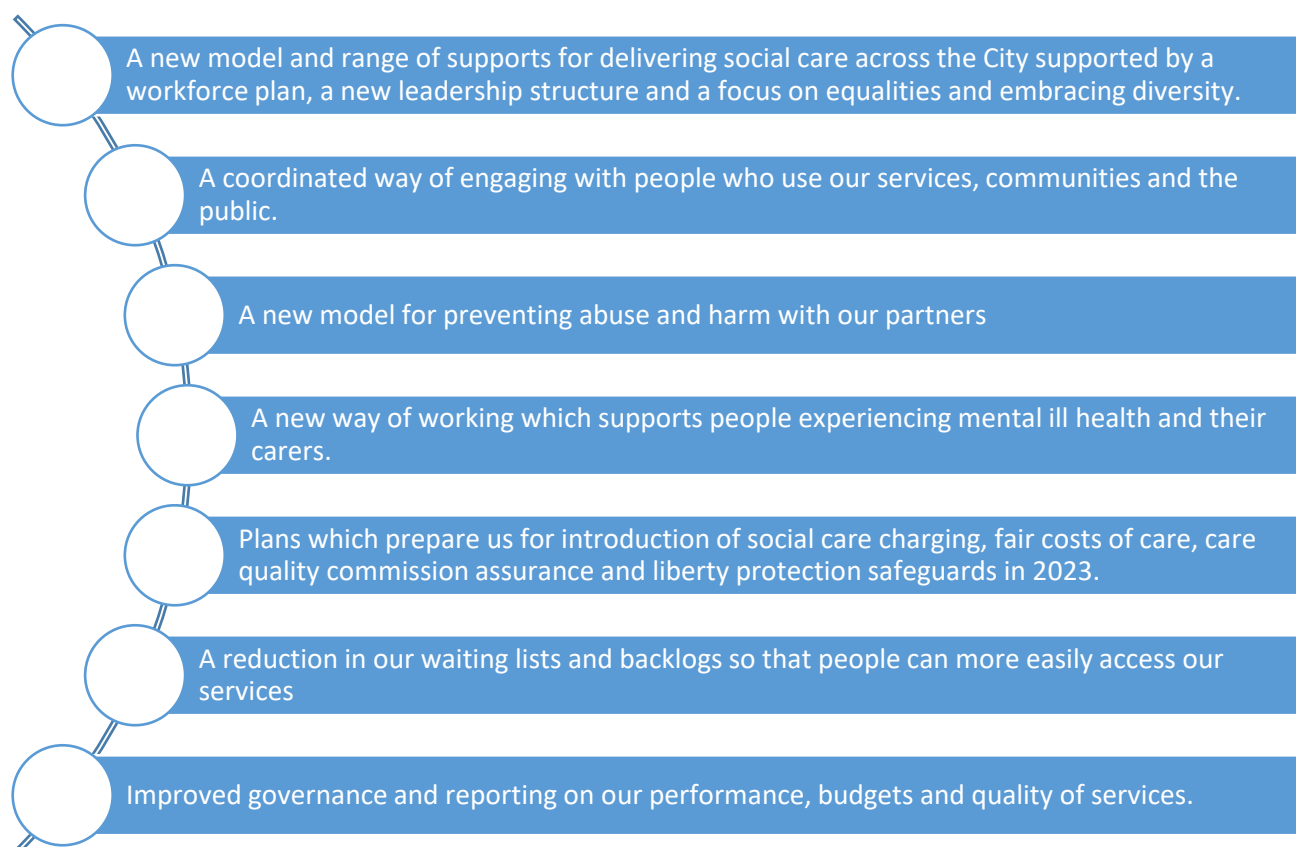 A new model and range of supports for delivering social care across the City supported by a
workforce plan, a new leadership structure and a focus on equalities and embracing diversity.
A coordinated way of engaging with people who use our services, communities and the
public.
A new model for preventing abuse and harm with our partners
A new way of working which supports people experiencing mental ill health and their
carers.
Plans which prepare us for introduction of social care charging, fair costs of care, care
quality commission assurance and liberty protection safeguards in 2023.
A reduction in our waiting lists and backlogs so that people can more easily access our
services
Improved governance and reporting on our performance, budgets and quality of services.